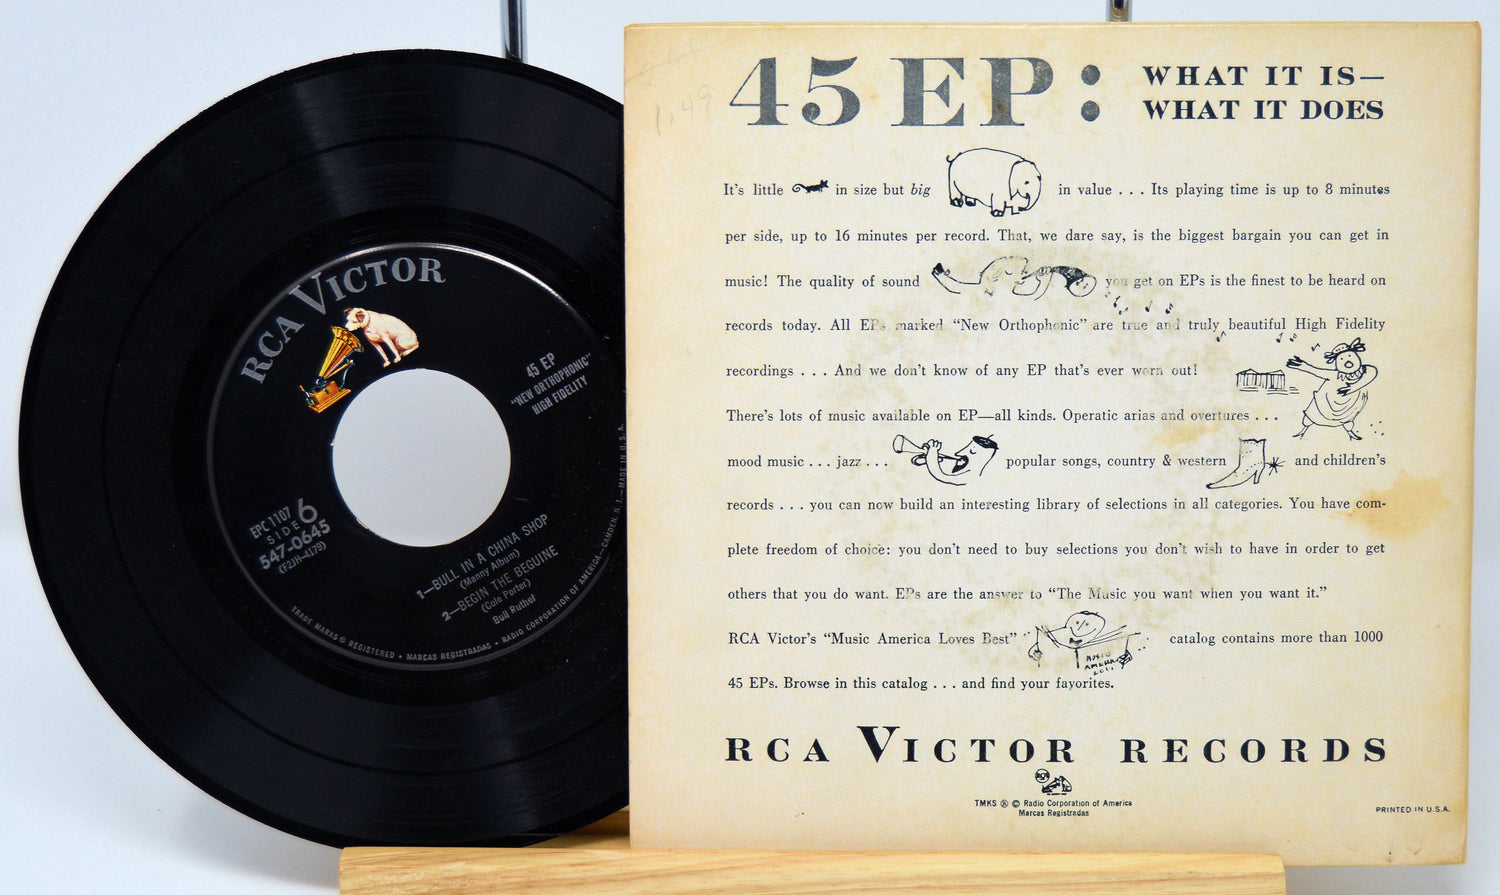 RCA VICTOR
45 EP
"NEW ORTHOPHONIC"
HIGH FIDELITY
EPC 1107
SIDE 6
547-0645
(F2JH-4179)
1—BULL IN A CHINA SHOP
(Manny Album)
2—BEGIN THE BEGUINE
(Cole Porter)
Bull Ruther
TRADE MARKS ® REGISTERED • MARCAS REGISTRADAS • RADIO CORPORATION OF AMERICA—CAMDEN, N. J.—MADE IN U. S. A.
1.49
45 EP: WHAT IT IS—
WHAT IT DOES
It's little in size but big in value . . . Its playing time is up to 8 minutes
per side, up to 16 minutes per record. That, we dare say, is the biggest bargain you can get in
music! The quality of sound you get on EPs is the finest to be heard on
records today. All EPs marked "New Orthophonic" are true and truly beautiful High Fidelity
recordings . . . And we don't know of any EP that's ever worn out!
There's lots of music available on EP—all kinds. Operatic arias and overtures . . .
mood music . . . jazz . . . popular songs, country & western and children's
records . . . you can now build an interesting library of selections in all categories. You have com-
plete freedom of choice: you don't need to buy selections you don't wish to have in order to get
others that you do want. EPs are the answer to "The Music you want when you want it."
RCA Victor's "Music America Loves Best" catalog contains more than 1000
MUSIC
AMERICA
45 EPs. Browse in this catalog . . . and find your favorites.
RCA VICTOR RECORDS
RCA
TMKS ® © Radio Corporation of America
Marcas Registradas
PRINTED IN U.S.A.